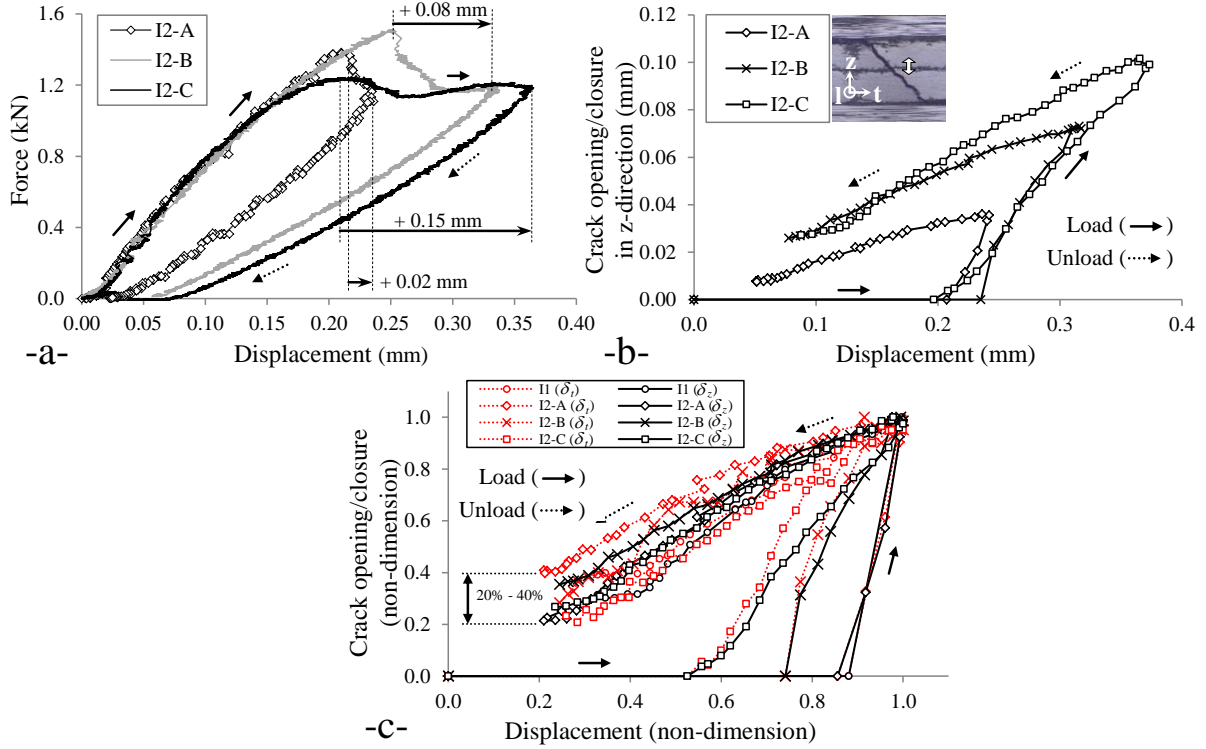 1.6
1.2
0.8
0.4
0.0
Force (kN)
I2-A
I2-B
I2-C
+ 0.08 mm
+ 0.15 mm
+ 0.02 mm
0.00 0.05 0.10 0.15 0.20 0.25 0.30 0.35 0.40
Displacement (mm)
-a-
0.12
0.10
0.08
0.06
0.04
0.02
0.00
Crack opening/closure
in z-direction (mm)
I2-A
I2-B
I2-C
z
l t
Load ( )
Unload ( )
0.0 0.1 0.2 0.3 0.4
Displacement (mm)
-b-
I1 (δt) I1 (δz)
I2-A (δt) I2-A (δz)
I2-B (δt) I2-B (δz)
I2-C (δt) I2-C (δz)
1.0
0.8
0.6
0.4
0.2
0.0
Crack opening/closure
(non-dimension)
Load ( )
Unload ( )
20% - 40%
0.0 0.2 0.4 0.6 0.8 1.0
Displacement (non-dimension)
-c-